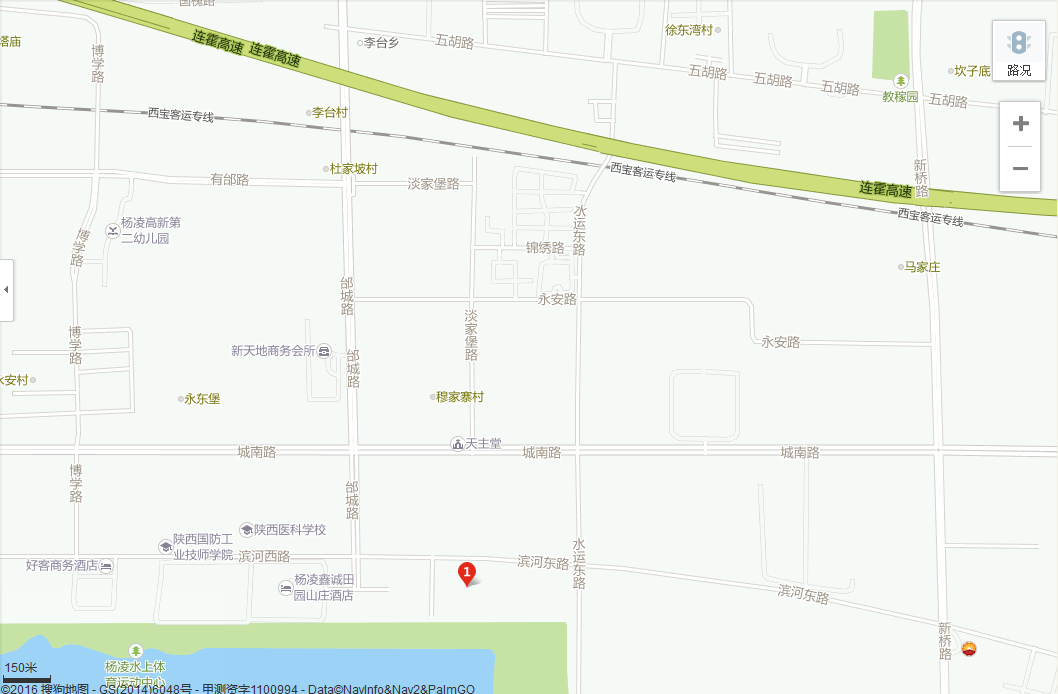 国槐路
连霍高速
连霍高速
李台乡
五胡路
徐东湾村
塔庙
博学路
五胡路
五胡路
五胡路
教稼园
五胡路
坎子底
路况
西宝客运专线
李台村
杜家坡村
有邰路
淡家堡路
西宝客运专线
新桥路
连霍高速
西宝客运专线
杨凌高新第
二幼儿园
博学路
水运东路
锦绣路
马家庄
邰城路
永安路
博学路
淡家堡路
永安路
新天地商务会所
邰城路
永安村
永东堡
穆家寨村
天主堂
城南路
城南路
城南路
博学路
邰城路
陕西医科学校
陕西国防工
业技师学院
滨河西路
好客商务酒店
滨河东路
水运东路
1
杨凌鑫诚田
园山庄酒店
滨河东路
新桥路
杨凌水上体
育运动中心
150米
©2016 搜狗地图 - GS(2014)6048号 - 甲测资字1100994 - Data©NavInfo&Nav2&PalmGO